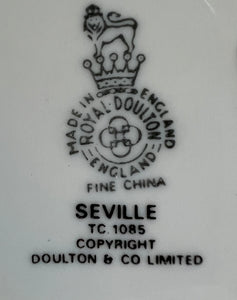 MADE IN ENGLAND
ROYAL DOULTON
ENGLAND
FINE CHINA
SEVILLE
TC. 1085
COPYRIGHT
DOULTON & CO LIMITED